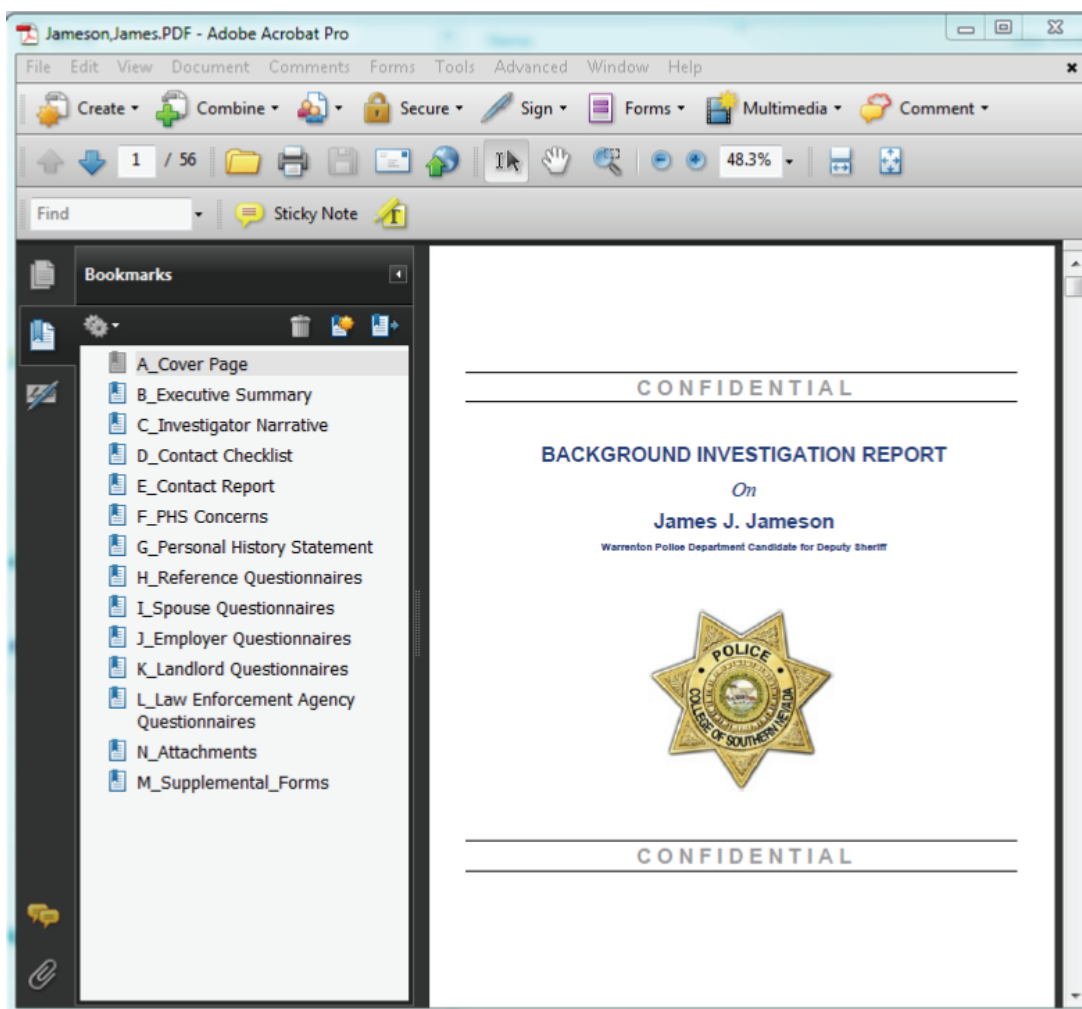 Jameson,James.PDF - Adobe Acrobat Pro
File Edit View Document Comments Forms Tools Advanced Window Help
Create Combine Secure Sign Forms Multimedia Comment
1 / 56 48.3%
Find Sticky Note
Bookmarks
A_Cover Page
B_Executive Summary
C_Investigator Narrative
D_Contact Checklist
E_Contact Report
F_PHS Concerns
G_Personal History Statement
H_Reference Questionnaires
I_Spouse Questionnaires
J_Employer Questionnaires
K_Landlord Questionnaires
L_Law Enforcement Agency
Questionnaires
N_Attachments
M_Supplemental_Forms
CONFIDENTIAL
BACKGROUND INVESTIGATION REPORT
On
James J. Jameson
Warrenton Police Department Candidate for Deputy Sheriff
POLICE
COLLEGE OF SOUTHERN NEVADA
CONFIDENTIAL